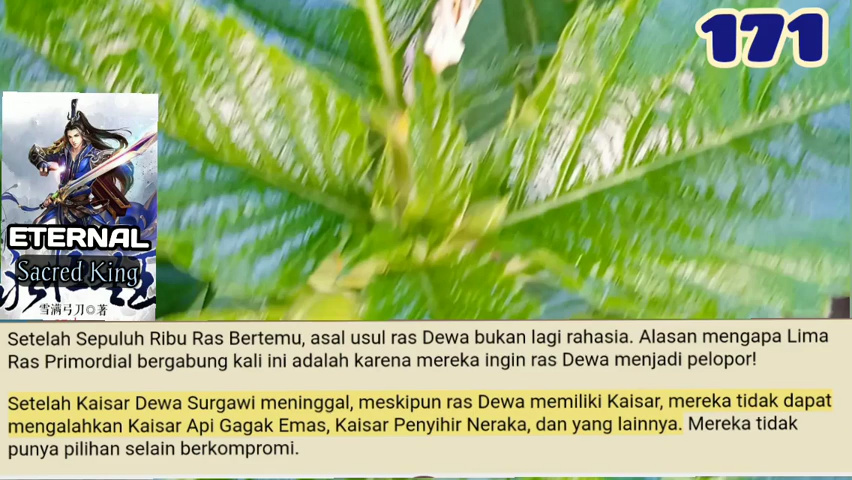 171
ETERNAL
Sacred King
雪满弓刀◎著
Setelah Sepuluh Ribu Ras Bertemu, asal usul ras Dewa bukan lagi rahasia. Alasan mengapa Lima
Ras Primordial bergabung kali ini adalah karena mereka ingin ras Dewa menjadi pelopor!
Setelah Kaisar Dewa Surgawi meninggal, meskipun ras Dewa memiliki Kaisar, mereka tidak dapat
mengalahkan Kaisar Api Gagak Emas, Kaisar Penyihir Neraka, dan yang lainnya. Mereka tidak
punya pilihan selain berkompromi.